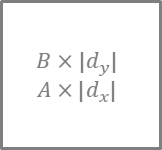 B × |d_y|
A × |d_x|